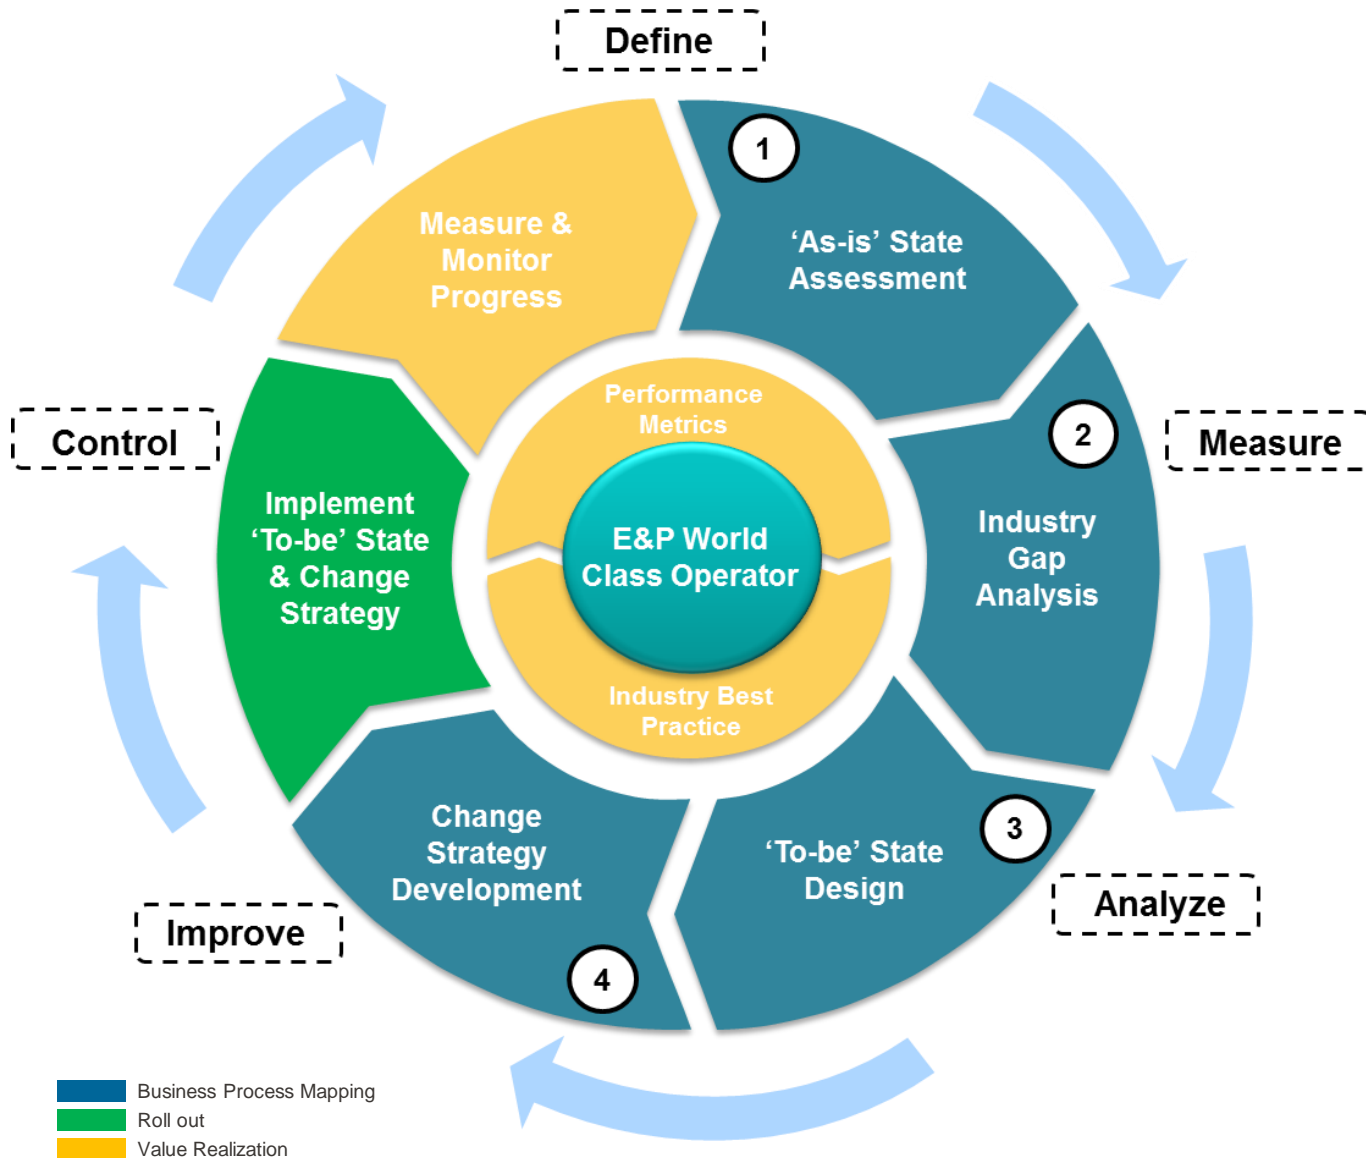 Define
1
‘As-is’ State
Assessment
Measure &
Monitor
Progress
Performance
Metrics
2
Measure
Control
Implement
‘To-be’ State
& Change
Strategy
E&P World
Class Operator
Industry
Gap
Analysis
Industry Best
Practice
3
‘To-be’ State
Design
Analyze
Change
Strategy
Development
4
Improve
Business Process Mapping
Roll out
Value Realization